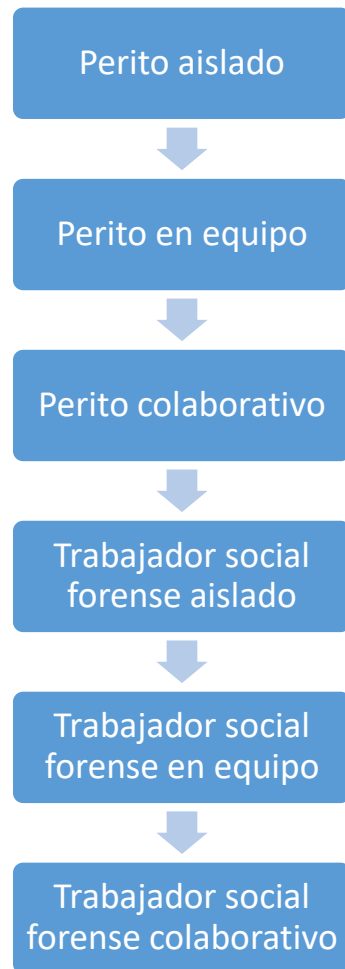 Perito aislado
Perito en equipo
Perito colaborativo
Trabajador social
forense aislado
Trabajador social
forense en equipo
Trabajador social
forense colaborativo